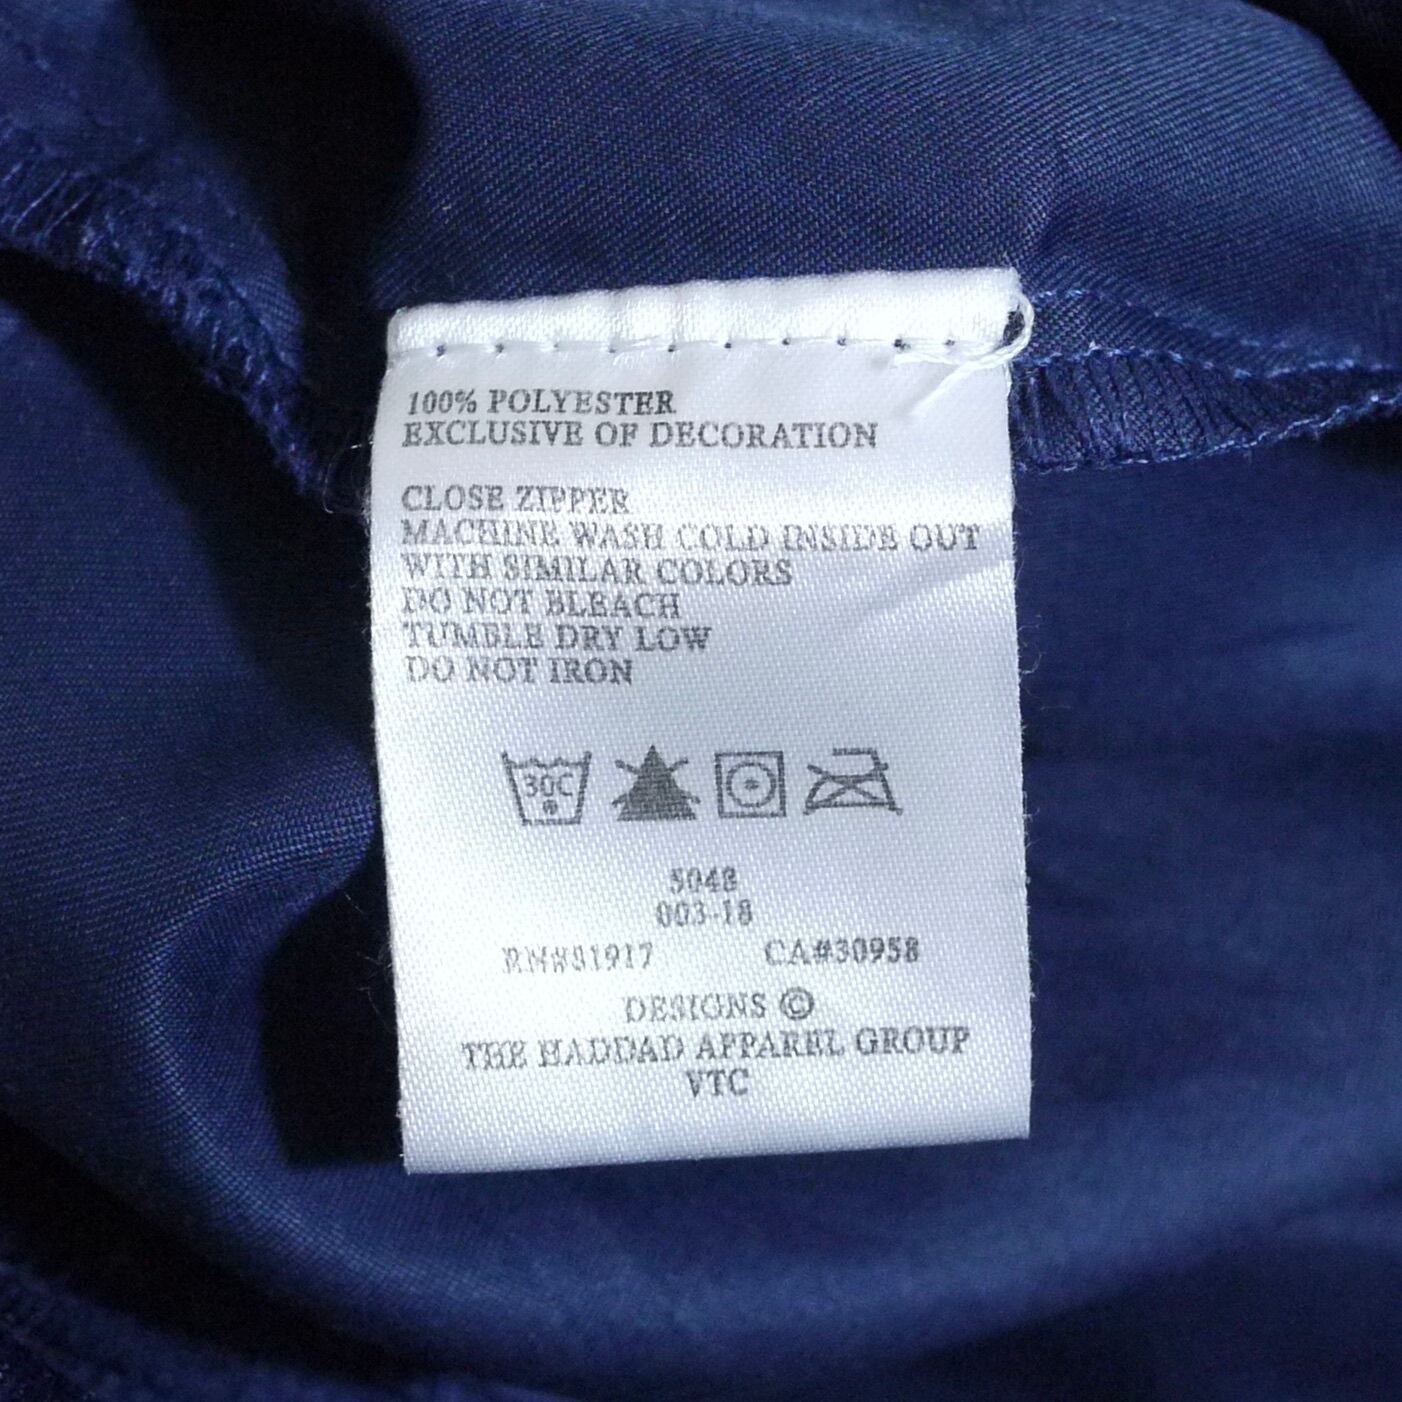 100% POLYESTER
EXCLUSIVE OF DECORATION
CLOSE ZIPPER
MACHINE WASH COLD INSIDE OUT
WITH SIMILAR COLORS
DO NOT BLEACH
TUMBLE DRY LOW
DO NOT IRON
30C
5048
003-18
RN#81917 CA#30958
DESIGNS ©
THE HADDAD APPAREL GROUP
VTC